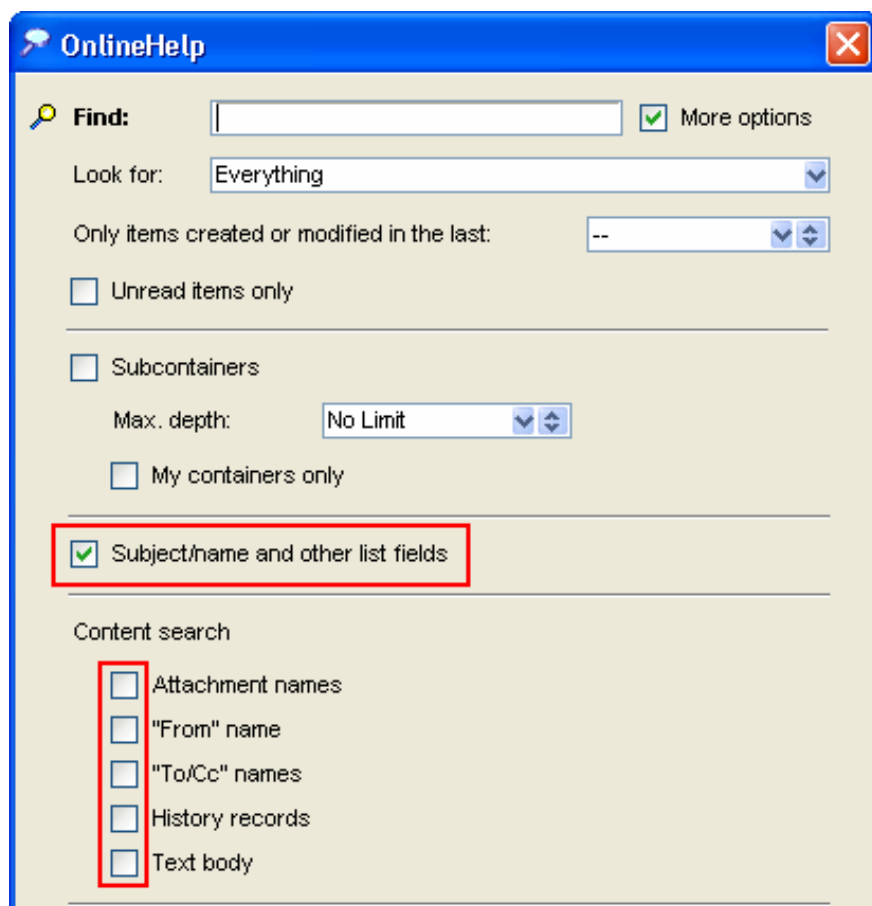 OnlineHelp
Find: More options
Look for: Everything
Only items created or modified in the last: --
Unread items only
Subcontainers
Max. depth: No Limit
My containers only
Subject/name and other list fields
Content search
Attachment names
"From" name
"To/Cc" names
History records
Text body